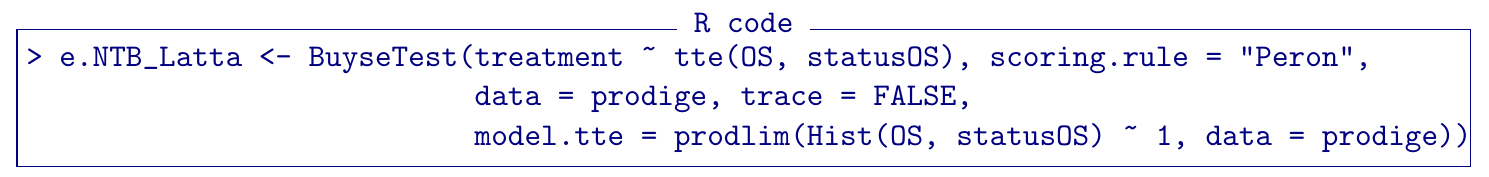 R code
> e.NTB_Latta <- BuyseTest(treatment ~ tte(OS, statusOS), scoring.rule = "Peron",
data = prodige, trace = FALSE,
model.tte = prodlim(Hist(OS, statusOS) ~ 1, data = prodige))